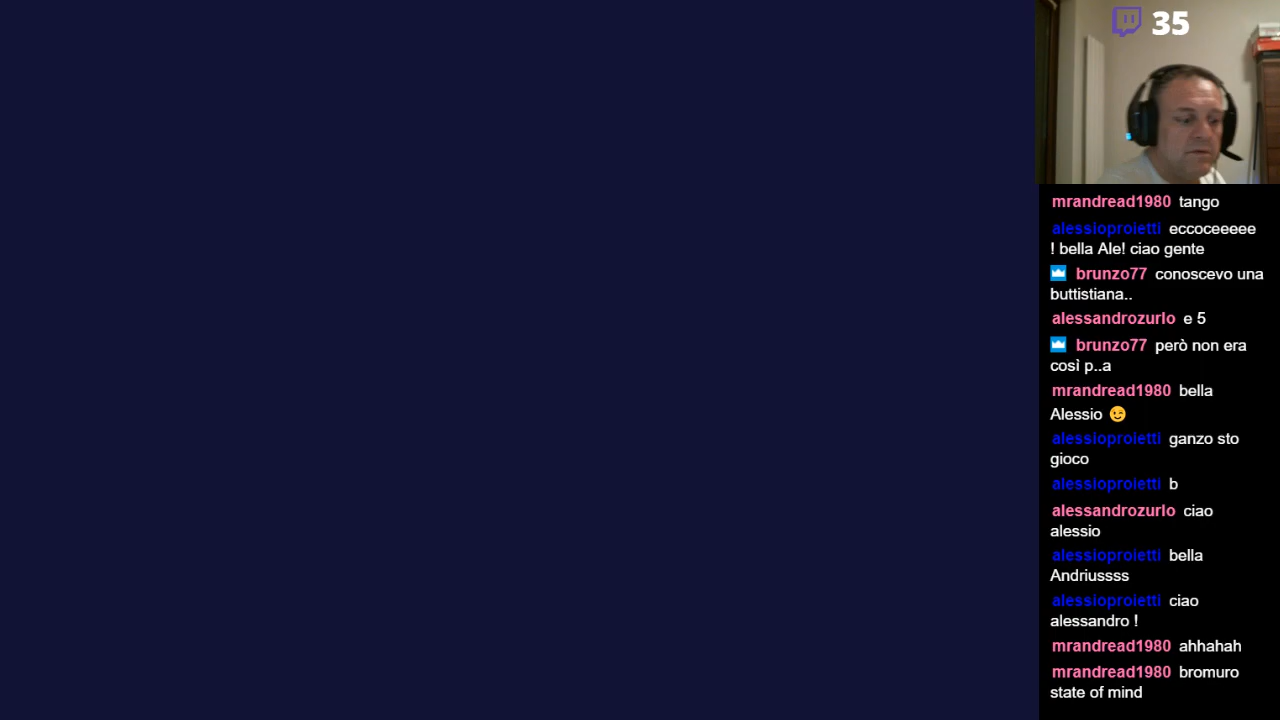 35
mrandread1980 tango
alessioproietti eccoceeeee
! bella Ale! ciao gente
brunzo77 conoscevo una
buttistiana..
alessandrozurlo e 5
brunzo77 però non era
così p..a
mrandread1980 bella
Alessio 😉
alessioproietti ganzo sto
gioco
alessioproietti b
alessandrozurlo ciao
alessio
alessioproietti bella
Andriussss
alessioproietti ciao
alessandro !
mrandread1980 ahhahah
mrandread1980 bromuro
state of mind